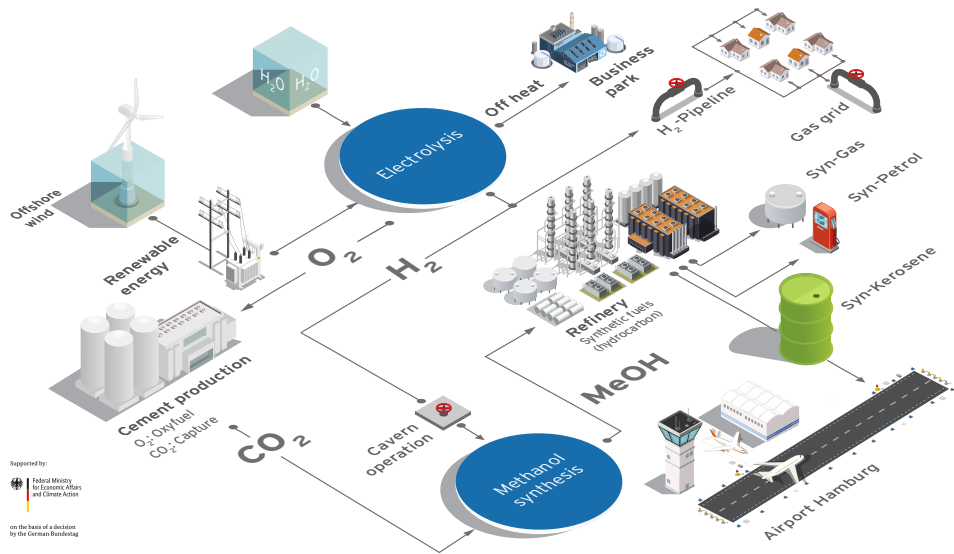 H₂O H₂O
Offshore
wind
Renewable
energy
Electrolysis
Off heat
Business
park
H₂-Pipeline
Gas grid
Syn-Gas
Syn-Petrol
Syn-Kerosene
O₂
H₂
Refinery
Synthetic fuels
(hydrocarbon)
MeOH
Cement production
O₂: Oxyfuel
CO₂: Capture
CO₂
Cavern
operation
Methanol
synthesis
Airport Hamburg
Supported by:
Federal Ministry
for Economic Affairs
and Climate Action
on the basis of a decision
by the German Bundestag